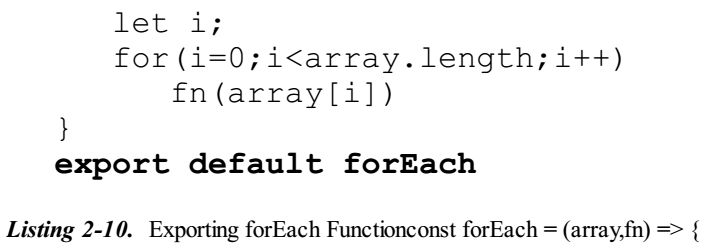 let i;
for(i=0;i<array.length;i++)
fn(array[i])
}
export default forEach
Listing 2-10. Exporting forEach Functionconst forEach = (array,fn) => {